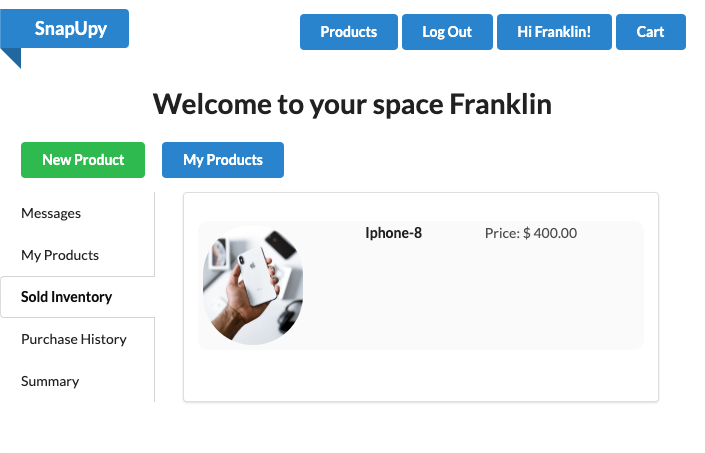 SnapUpy
Products Log Out Hi Franklin! Cart
Welcome to your space Franklin
New Product My Products
Messages
My Products
Sold Inventory
Purchase History
Summary
Iphone-8 Price: $ 400.00